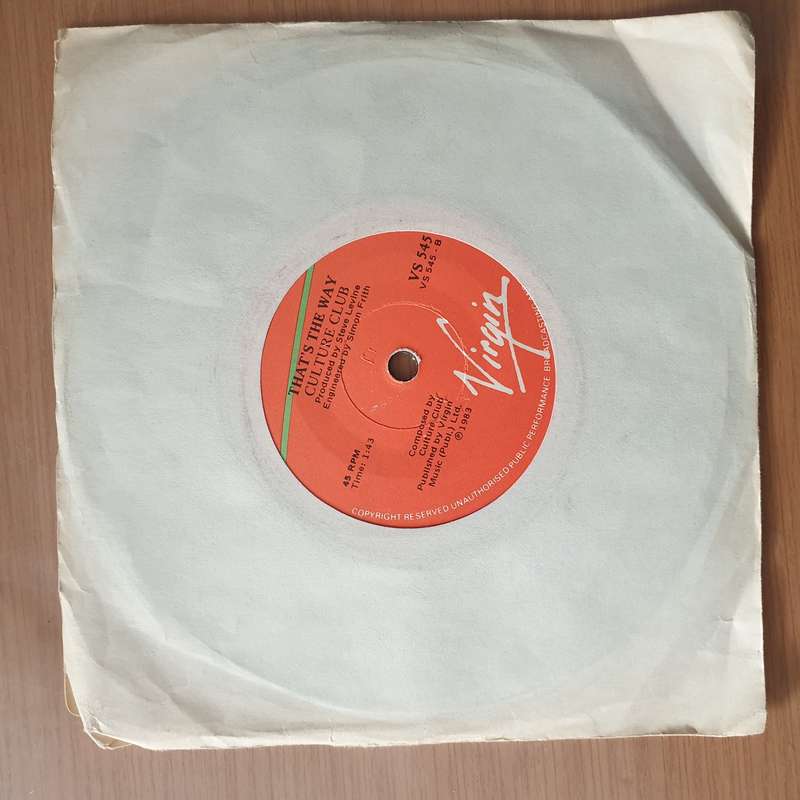 THAT'S THE WAY
CULTURE CLUB
Produced by Steve Levine
Engineered by Simon Frith
VS 545
VS 545 - B
45 RPM
Time: 1:43
Composed by
Culture Club
Published by Virgin
Music (Publ.) Ltd.
℗ 1983
Virgin
COPYRIGHT RESERVED UNAUTHORISED PUBLIC PERFORMANCE BROADCASTING